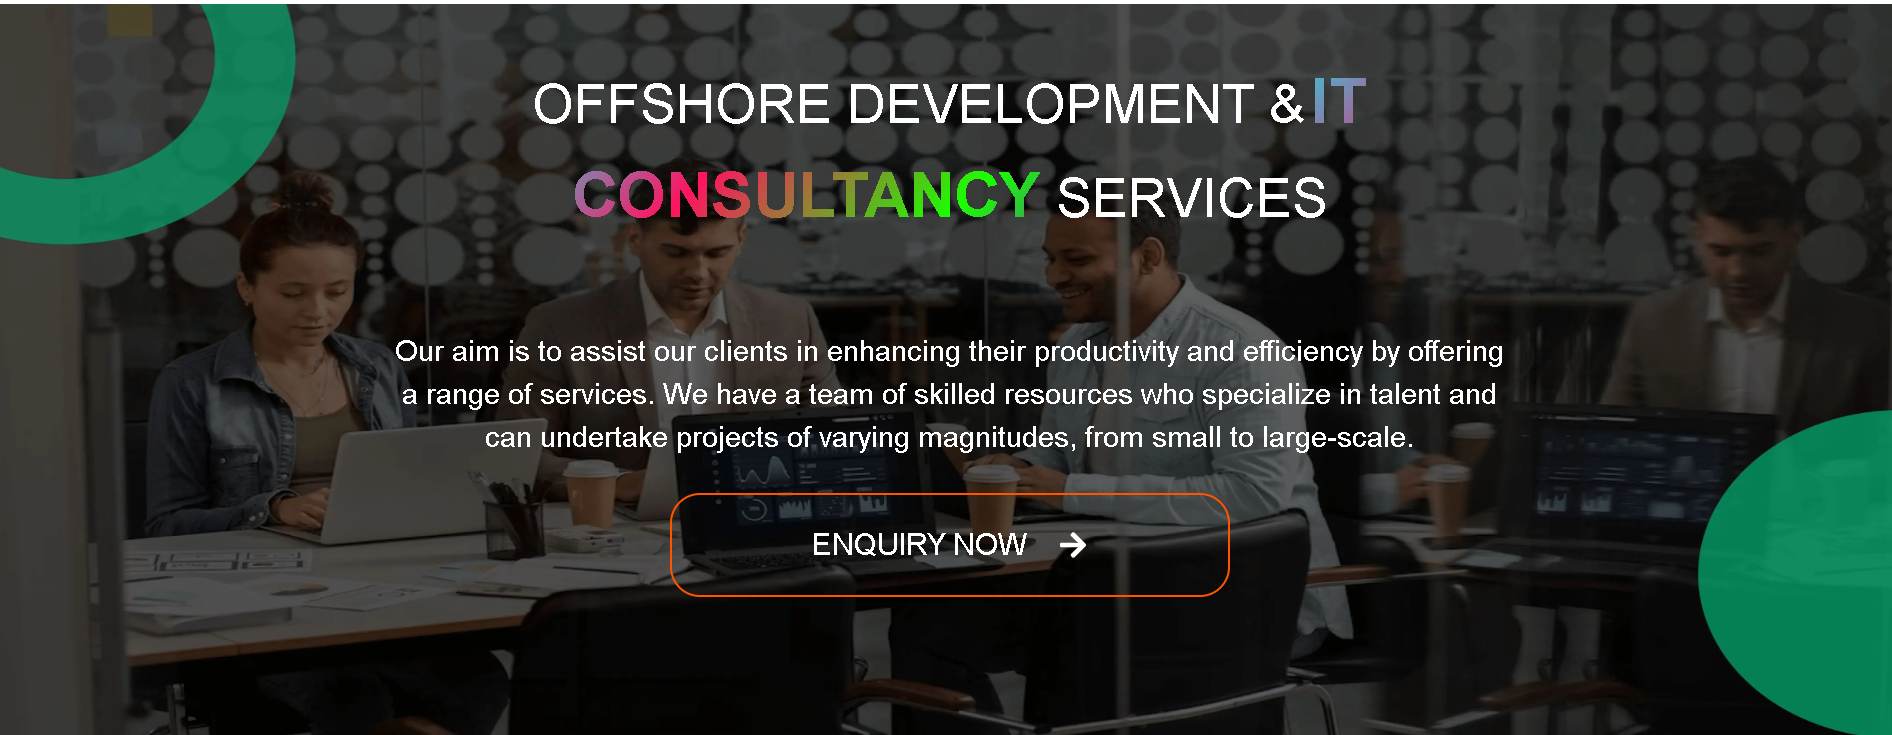 OFFSHORE DEVELOPMENT & IT
CONSULTANCY SERVICES
Our aim is to assist our clients in enhancing their productivity and efficiency by offering
a range of services. We have a team of skilled resources who specialize in talent and
can undertake projects of varying magnitudes, from small to large-scale.
ENQUIRY NOW